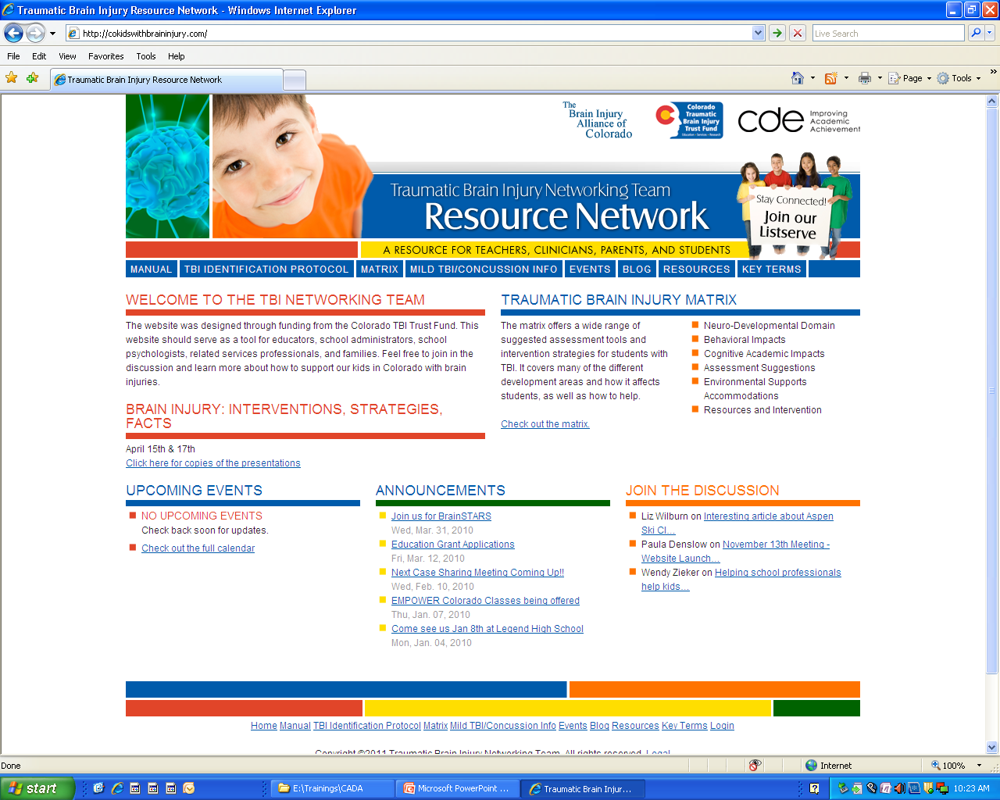 Traumatic Brain Injury Resource Network - Windows Internet Explorer
http://cokidswithbraininjury.com/
Live Search
File Edit View Favorites Tools Help
Traumatic Brain Injury Resource Network
Page Tools
The
Brain Injury
Alliance of
Colorado
Colorado
Traumatic
Brain Injury
Trust Fund
Education • Services • Research
cde Improving
Academic
Achievement
Traumatic Brain Injury Networking Team
Resource Network
Stay Connected!
Join our
Listserve
A RESOURCE FOR TEACHERS, CLINICIANS, PARENTS, AND STUDENTS
MANUAL TBI IDENTIFICATION PROTOCOL MATRIX MILD TBI/CONCUSSION INFO EVENTS BLOG RESOURCES KEY TERMS
WELCOME TO THE TBI NETWORKING TEAM
The website was designed through funding from the Colorado TBI Trust Fund. This
website should serve as a tool for educators, school administrators, school
psychologists, related services professionals, and families. Feel free to join in the
discussion and learn more about how to support our kids in Colorado with brain
injuries.
BRAIN INJURY: INTERVENTIONS, STRATEGIES,
FACTS
April 15th & 17th
Click here for copies of the presentations
TRAUMATIC BRAIN INJURY MATRIX
The matrix offers a wide range of
suggested assessment tools and
intervention strategies for students with
TBI. It covers many of the different
development areas and how it affects
students, as well as how to help.
Check out the matrix.
Neuro-Developmental Domain
Behavioral Impacts
Cognitive Academic Impacts
Assessment Suggestions
Environmental Supports
Accommodations
Resources and Intervention
UPCOMING EVENTS
NO UPCOMING EVENTS
Check back soon for updates.
Check out the full calendar
ANNOUNCEMENTS
Join us for BrainSTARS
Wed, Mar. 31, 2010
Education Grant Applications
Fri, Mar. 12, 2010
Next Case Sharing Meeting Coming Up!!
Wed, Feb. 10, 2010
EMPOWER Colorado Classes being offered
Thu, Jan. 07, 2010
Come see us Jan 8th at Legend High School
Mon, Jan. 04, 2010
JOIN THE DISCUSSION
Liz Wilburn on Interesting article about Aspen
Ski Cl...
Paula Denslow on November 13th Meeting -
Website Launch...
Wendy Zieker on Helping school professionals
help kids...
Home Manual TBI Identification Protocol Matrix Mild TBI/Concussion Info Events Blog Resources Key Terms Login
Copyright ©2011 Traumatic Brain Injury Networking Team. All rights reserved. Legal
Done Internet 100%
start E:\Trainings\CADA Microsoft PowerPoint ... Traumatic Brain Injur... 10:23 AM